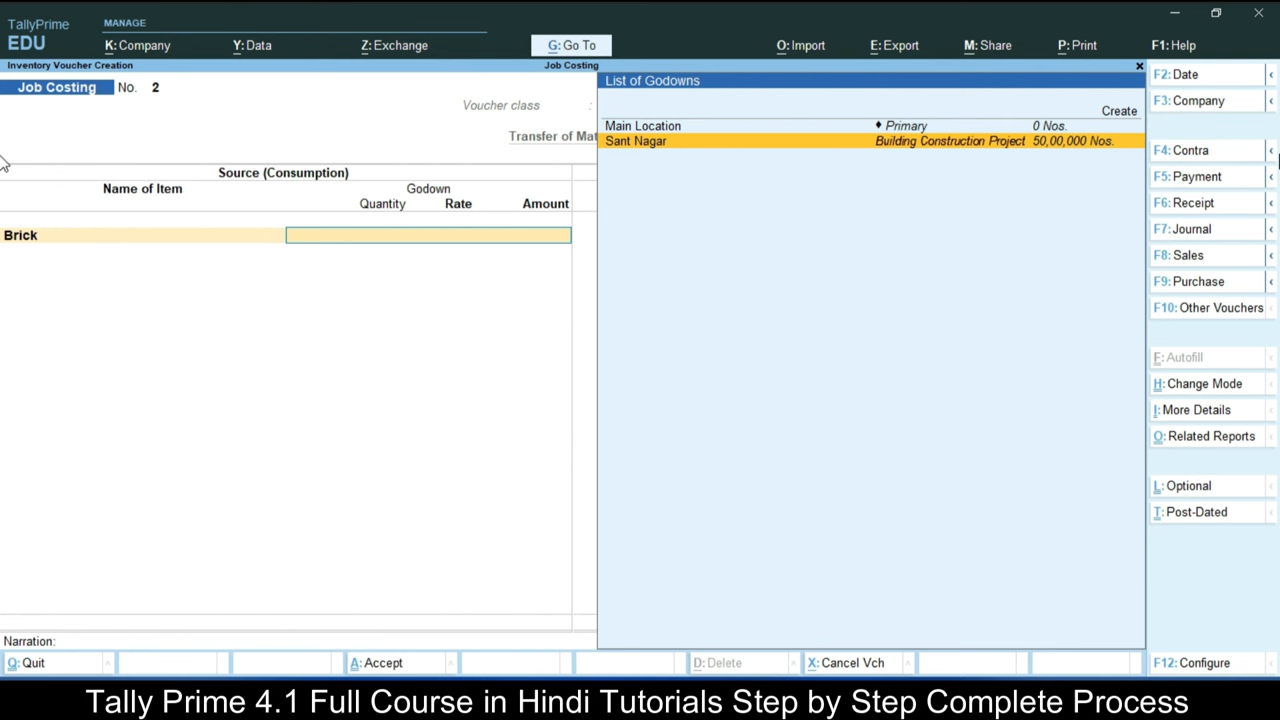 TallyPrime
EDU
MANAGE
K: Company
Y: Data
Z: Exchange
G: Go To
O: Import
E: Export
M: Share
P: Print
F1: Help
Inventory Voucher Creation
Job Costing
Job Costing No. 2
Voucher class :
Transfer of Mat
Source (Consumption)
Name of Item
Godown
Quantity Rate Amount
Brick
List of Godowns
Create
Main Location ♦ Primary 0 Nos.
Sant Nagar Building Construction Project 50,00,000 Nos.
F2: Date
F3: Company
F4: Contra
F5: Payment
F6: Receipt
F7: Journal
F8: Sales
F9: Purchase
F10: Other Vouchers
F: Autofill
H: Change Mode
I: More Details
O: Related Reports
L: Optional
T: Post-Dated
Narration:
Q: Quit
A: Accept
D: Delete
X: Cancel Vch
F12: Configure
Tally Prime 4.1 Full Course in Hindi Tutorials Step by Step Complete Process